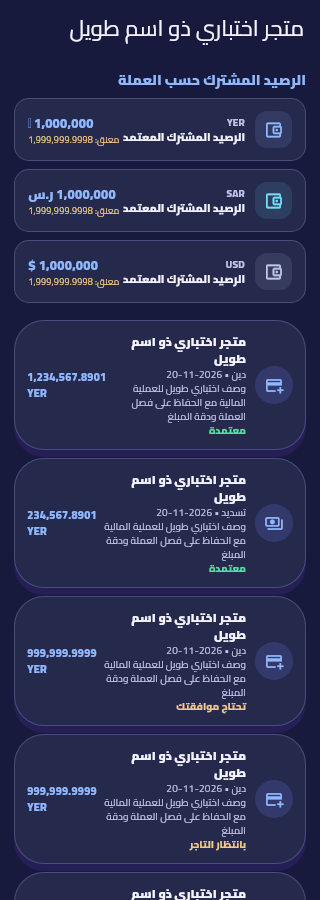 متجر اختباري ذو اسم طويل
الرصيد المشترك حسب العملة
YER
1,000,000
الرصيد المشترك المعتمد
معلق: 1,999,999.9998
SAR
1,000,000 ر.س
الرصيد المشترك المعتمد
معلق: 1,999,999.9998
USD
1,000,000 $
الرصيد المشترك المعتمد
معلق: 1,999,999.9998
متجر اختباري ذو اسم
طويل
دين • 2026-11-20
وصف اختباري طويل للعملية
المالية مع الحفاظ على فصل
العملة ودقة المبلغ
معتمدة
1,234,567.8901
YER
متجر اختباري ذو اسم
طويل
تسديد • 2026-11-20
وصف اختباري طويل للعملية المالية
مع الحفاظ على فصل العملة ودقة
المبلغ
معتمدة
234,567.8901
YER
متجر اختباري ذو اسم
طويل
دين • 2026-11-20
وصف اختباري طويل للعملية المالية
مع الحفاظ على فصل العملة ودقة
المبلغ
تحتاج موافقتك
999,999.9999
YER
متجر اختباري ذو اسم
طويل
دين • 2026-11-20
وصف اختباري طويل للعملية المالية
مع الحفاظ على فصل العملة ودقة
المبلغ
بانتظار التاجر
999,999.9999
YER
متجر اختباري ذو اسم